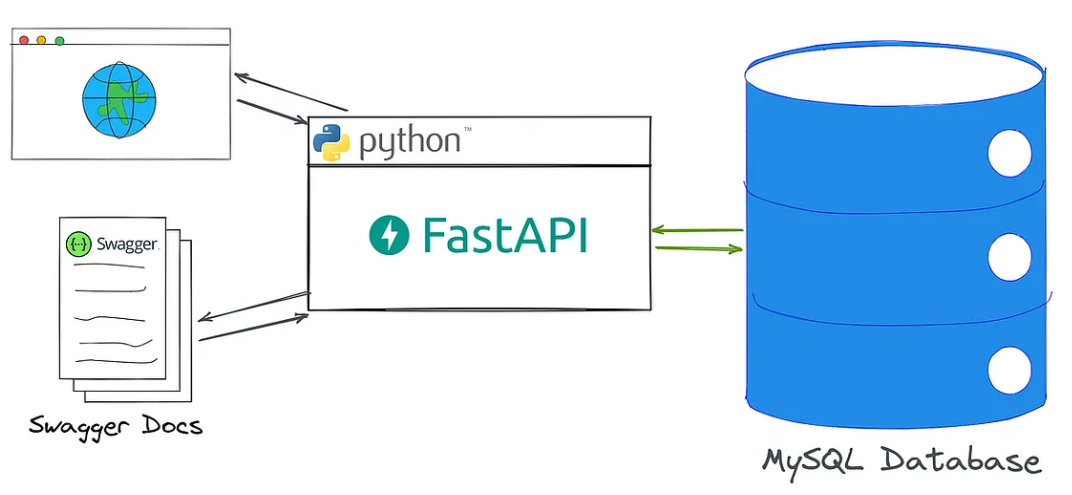 python™
FastAPI
{··} Swagger.
Swagger Docs
MySQL Database